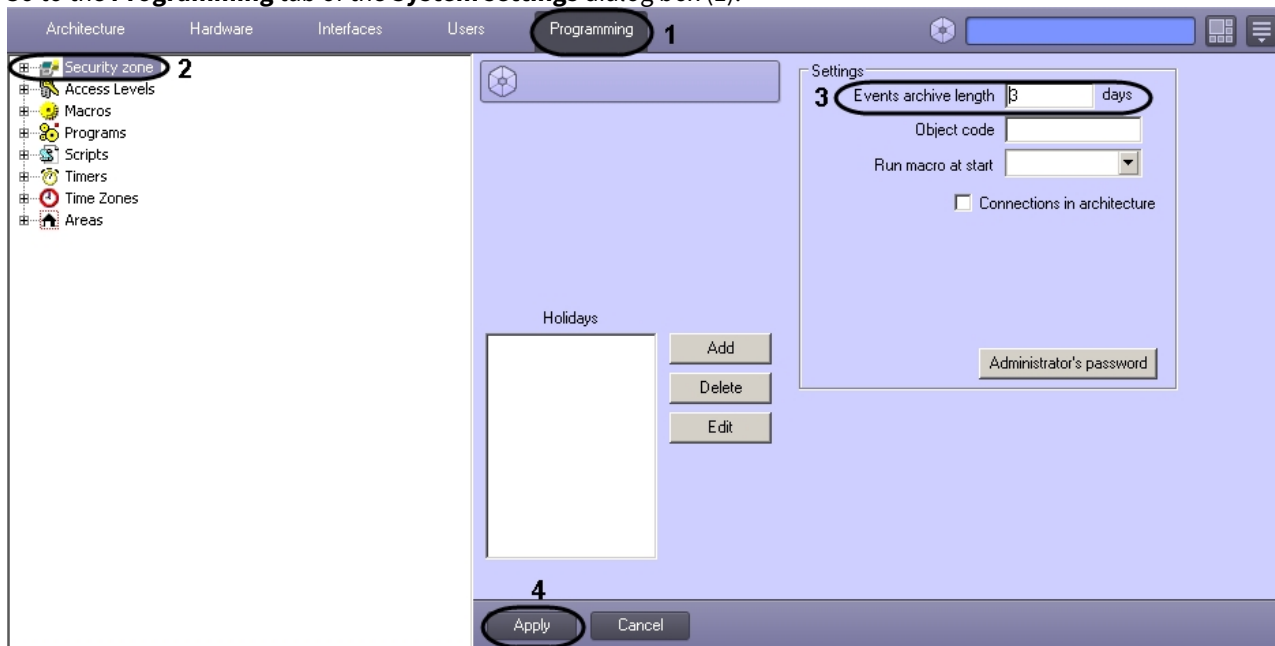 Go to the Programming tab of the System settings dialog box (1).
Architecture Hardware Interfaces Users Programming 1
Security zone 2
Access Levels
Macros
Programs
Scripts
Timers
Time Zones
Areas
Settings
3 Events archive length 3 days
Object code
Run macro at start
Connections in architecture
Administrator's password
Holidays
Add
Delete
Edit
4
Apply Cancel